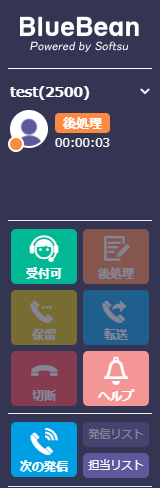 BlueBean
Powered by Softsu
test(2500)
後処理
00:00:03
受付可
後処理
保留
転送
切断
ヘルプ
次の発信
発信リスト
担当リスト